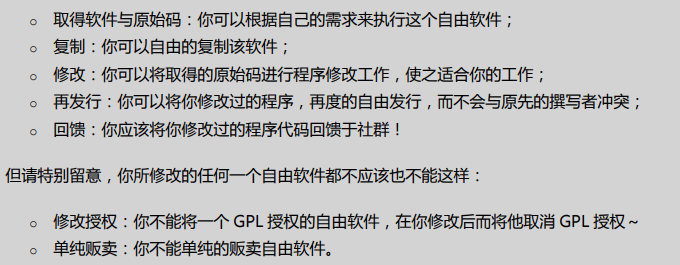 取得软件与原始码：你可以根据自己的需求来执行这个自由软件；
复制：你可以自由的复制该软件；
修改：你可以将取得的原始码进行程序修改工作，使之适合你的工作；
再发行：你可以将你修改过的程序，再度的自由发行，而不会与原先的撰写者冲突；
回馈：你应该将你修改过的程序代码回馈于社群！
但请特别留意，你所修改的任何一个自由软件都不应该也不能这样：
修改授权：你不能将一个 GPL 授权的自由软件，在你修改后而将他取消 GPL 授权～
单纯贩卖：你不能单纯的贩卖自由软件。